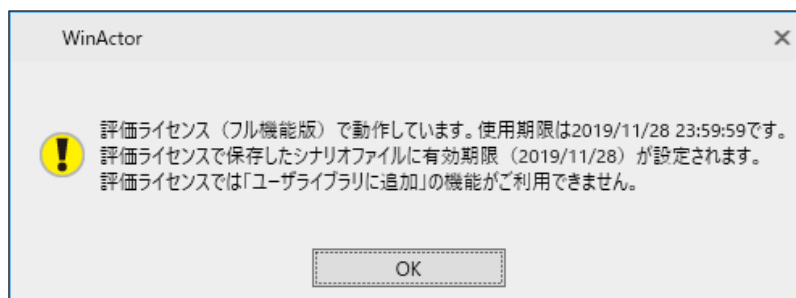 WinActor
評価ライセンス（フル機能版）で動作しています。使用期限は2019/11/28 23:59:59です。
評価ライセンスで保存したシナリオファイルに有効期限（2019/11/28）が設定されます。
評価ライセンスでは「ユーザライブラリに追加」の機能がご利用できません。
OK